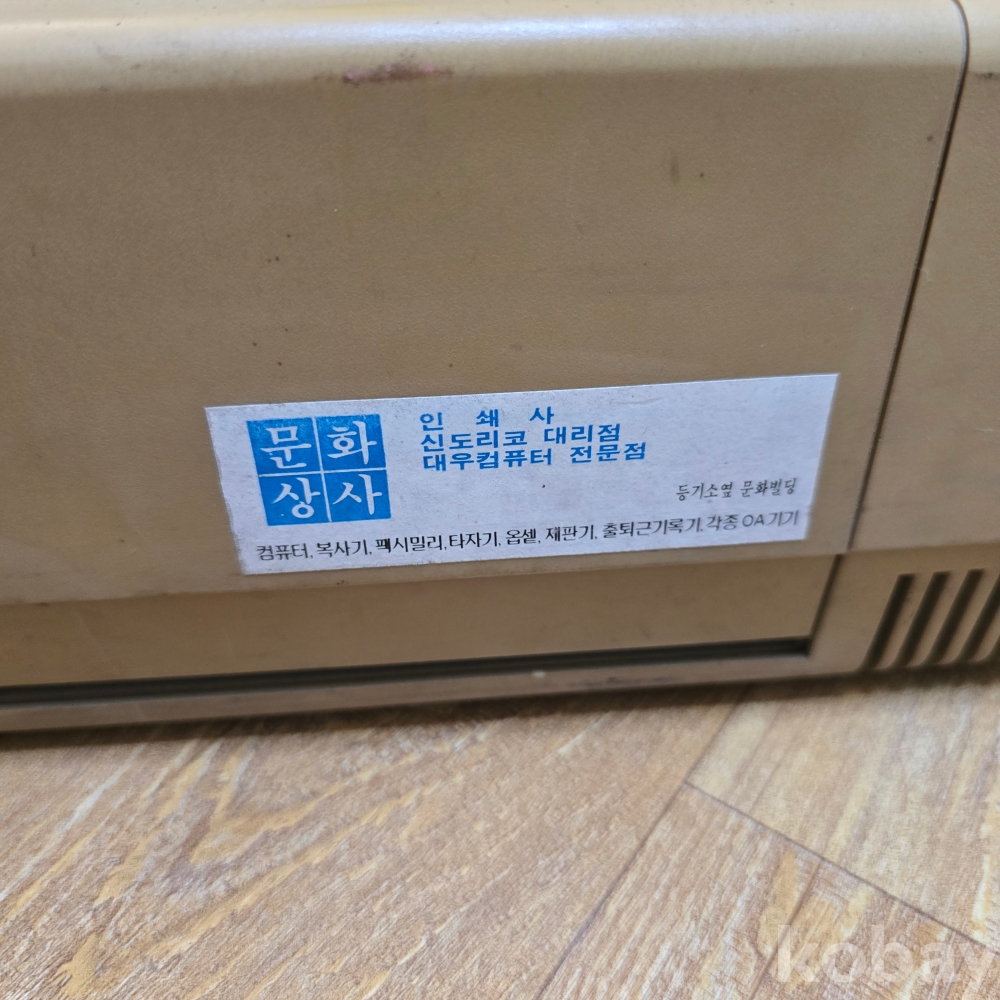 문화
상사
인 쇄 사
신도리코 대리점
대우컴퓨터 전문점
등기소옆 문화빌딩
컴퓨터, 복사기, 팩시밀리, 타자기, 옵셑, 재판기, 출퇴근기록기, 각종 OA기기
kobay